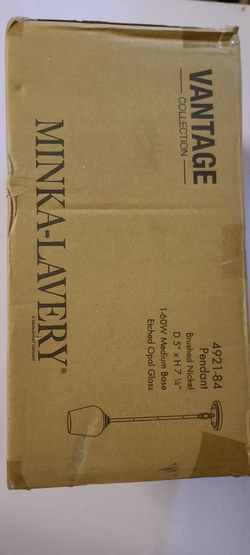 VANTAGE
COLLECTION
MINKA-LAVERY®
4921-84
Pendant
Brushed Nickel
D 5" x H 7 ¼"
1-60W Medium Base
Etched Opal Glass